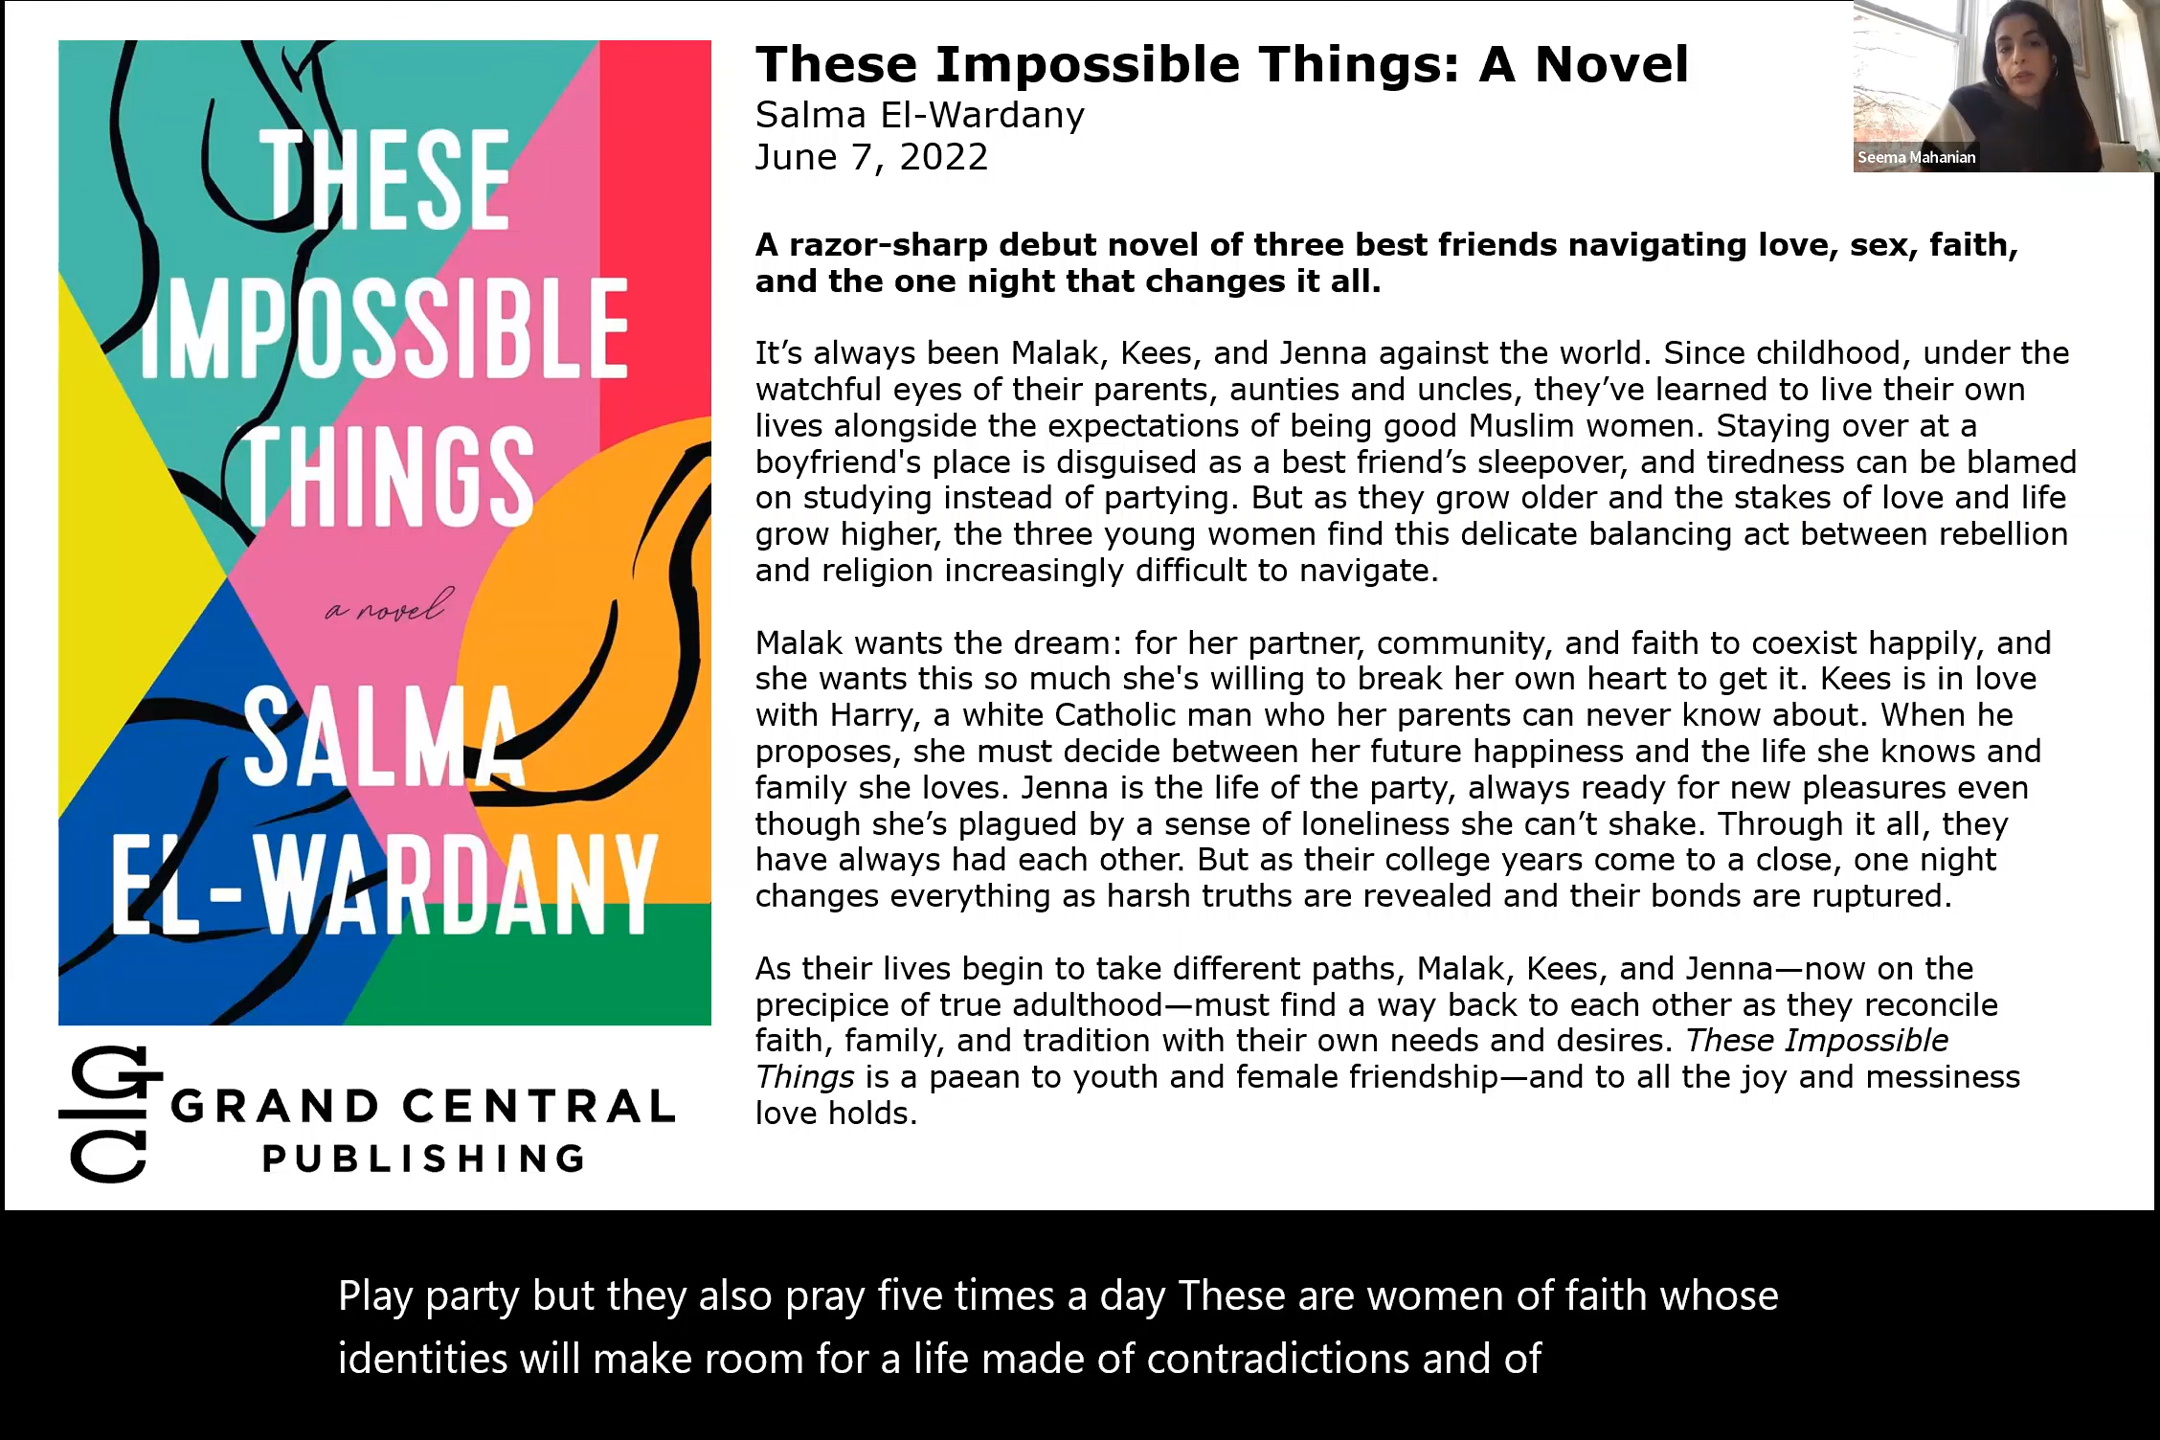 THESE
IMPOSSIBLE
THINGS
a novel
SALMA
EL-WARDANY
GC
GRAND CENTRAL
PUBLISHING
These Impossible Things: A Novel
Salma El-Wardany
June 7, 2022
A razor-sharp debut novel of three best friends navigating love, sex, faith,
and the one night that changes it all.
It’s always been Malak, Kees, and Jenna against the world. Since childhood, under the
watchful eyes of their parents, aunties and uncles, they’ve learned to live their own
lives alongside the expectations of being good Muslim women. Staying over at a
boyfriend's place is disguised as a best friend’s sleepover, and tiredness can be blamed
on studying instead of partying. But as they grow older and the stakes of love and life
grow higher, the three young women find this delicate balancing act between rebellion
and religion increasingly difficult to navigate.
Malak wants the dream: for her partner, community, and faith to coexist happily, and
she wants this so much she's willing to break her own heart to get it. Kees is in love
with Harry, a white Catholic man who her parents can never know about. When he
proposes, she must decide between her future happiness and the life she knows and
family she loves. Jenna is the life of the party, always ready for new pleasures even
though she’s plagued by a sense of loneliness she can’t shake. Through it all, they
have always had each other. But as their college years come to a close, one night
changes everything as harsh truths are revealed and their bonds are ruptured.
As their lives begin to take different paths, Malak, Kees, and Jenna—now on the
precipice of true adulthood—must find a way back to each other as they reconcile
faith, family, and tradition with their own needs and desires. These Impossible
Things is a paean to youth and female friendship—and to all the joy and messiness
love holds.
Seema Mahanian
Play party but they also pray five times a day These are women of faith whose
identities will make room for a life made of contradictions and of